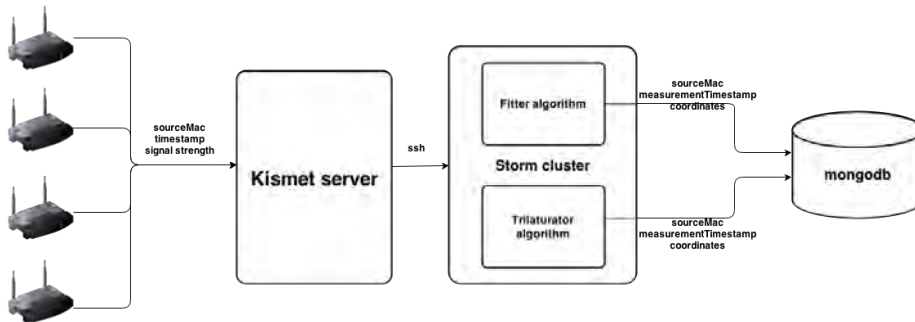 sourceMac
timestamp
signal strength
Kismet server
ssh
Fitter algorithm
Storm cluster
Trilaturator
algorithm
sourceMac
measurementTimestamp
coordinates
sourceMac
measurementTimestamp
coordinates
mongodb